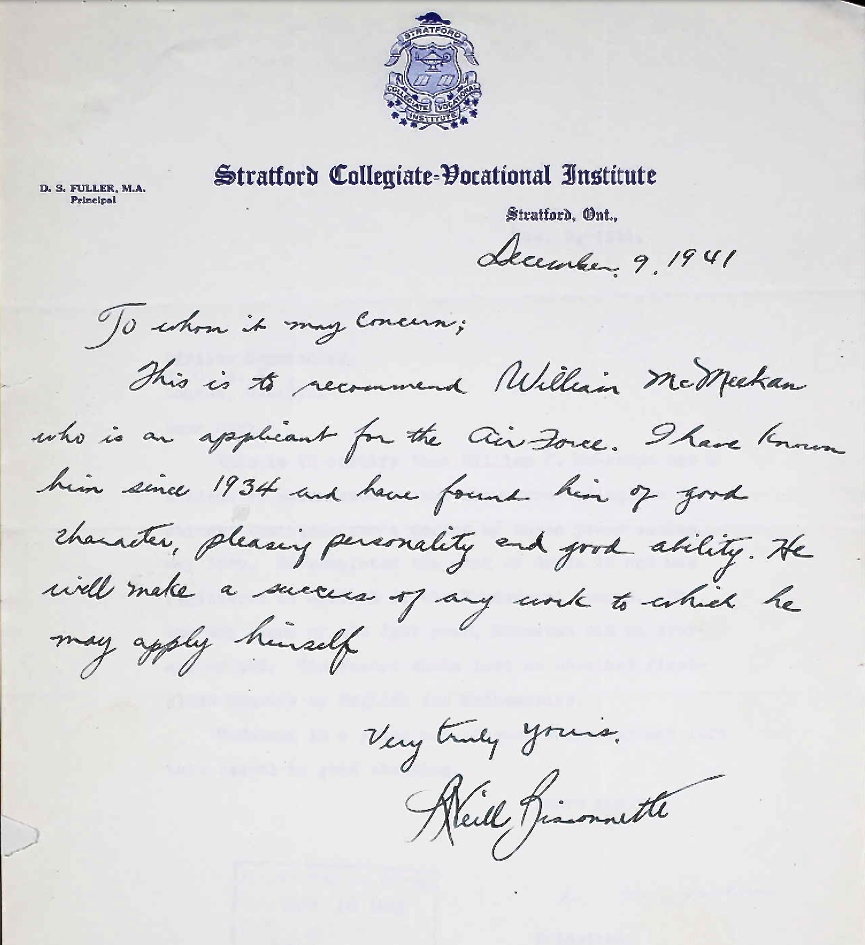 STRATFORD
COLLEGIATE VOCATIONAL
INSTITUTE
Stratford Collegiate-Vocational Institute
D. S. FULLER, M.A.
Principal
Stratford, Ont.,
December. 9, 1941
To whom it may concern;
This is to recommend William McMeekan
who is an applicant for the Air Force. I have known
him since 1934 and have found him of good
character, pleasing personality and good ability. He
will make a success of any work to which he
may apply himself
Very truly yours.
Neill Bissonnette